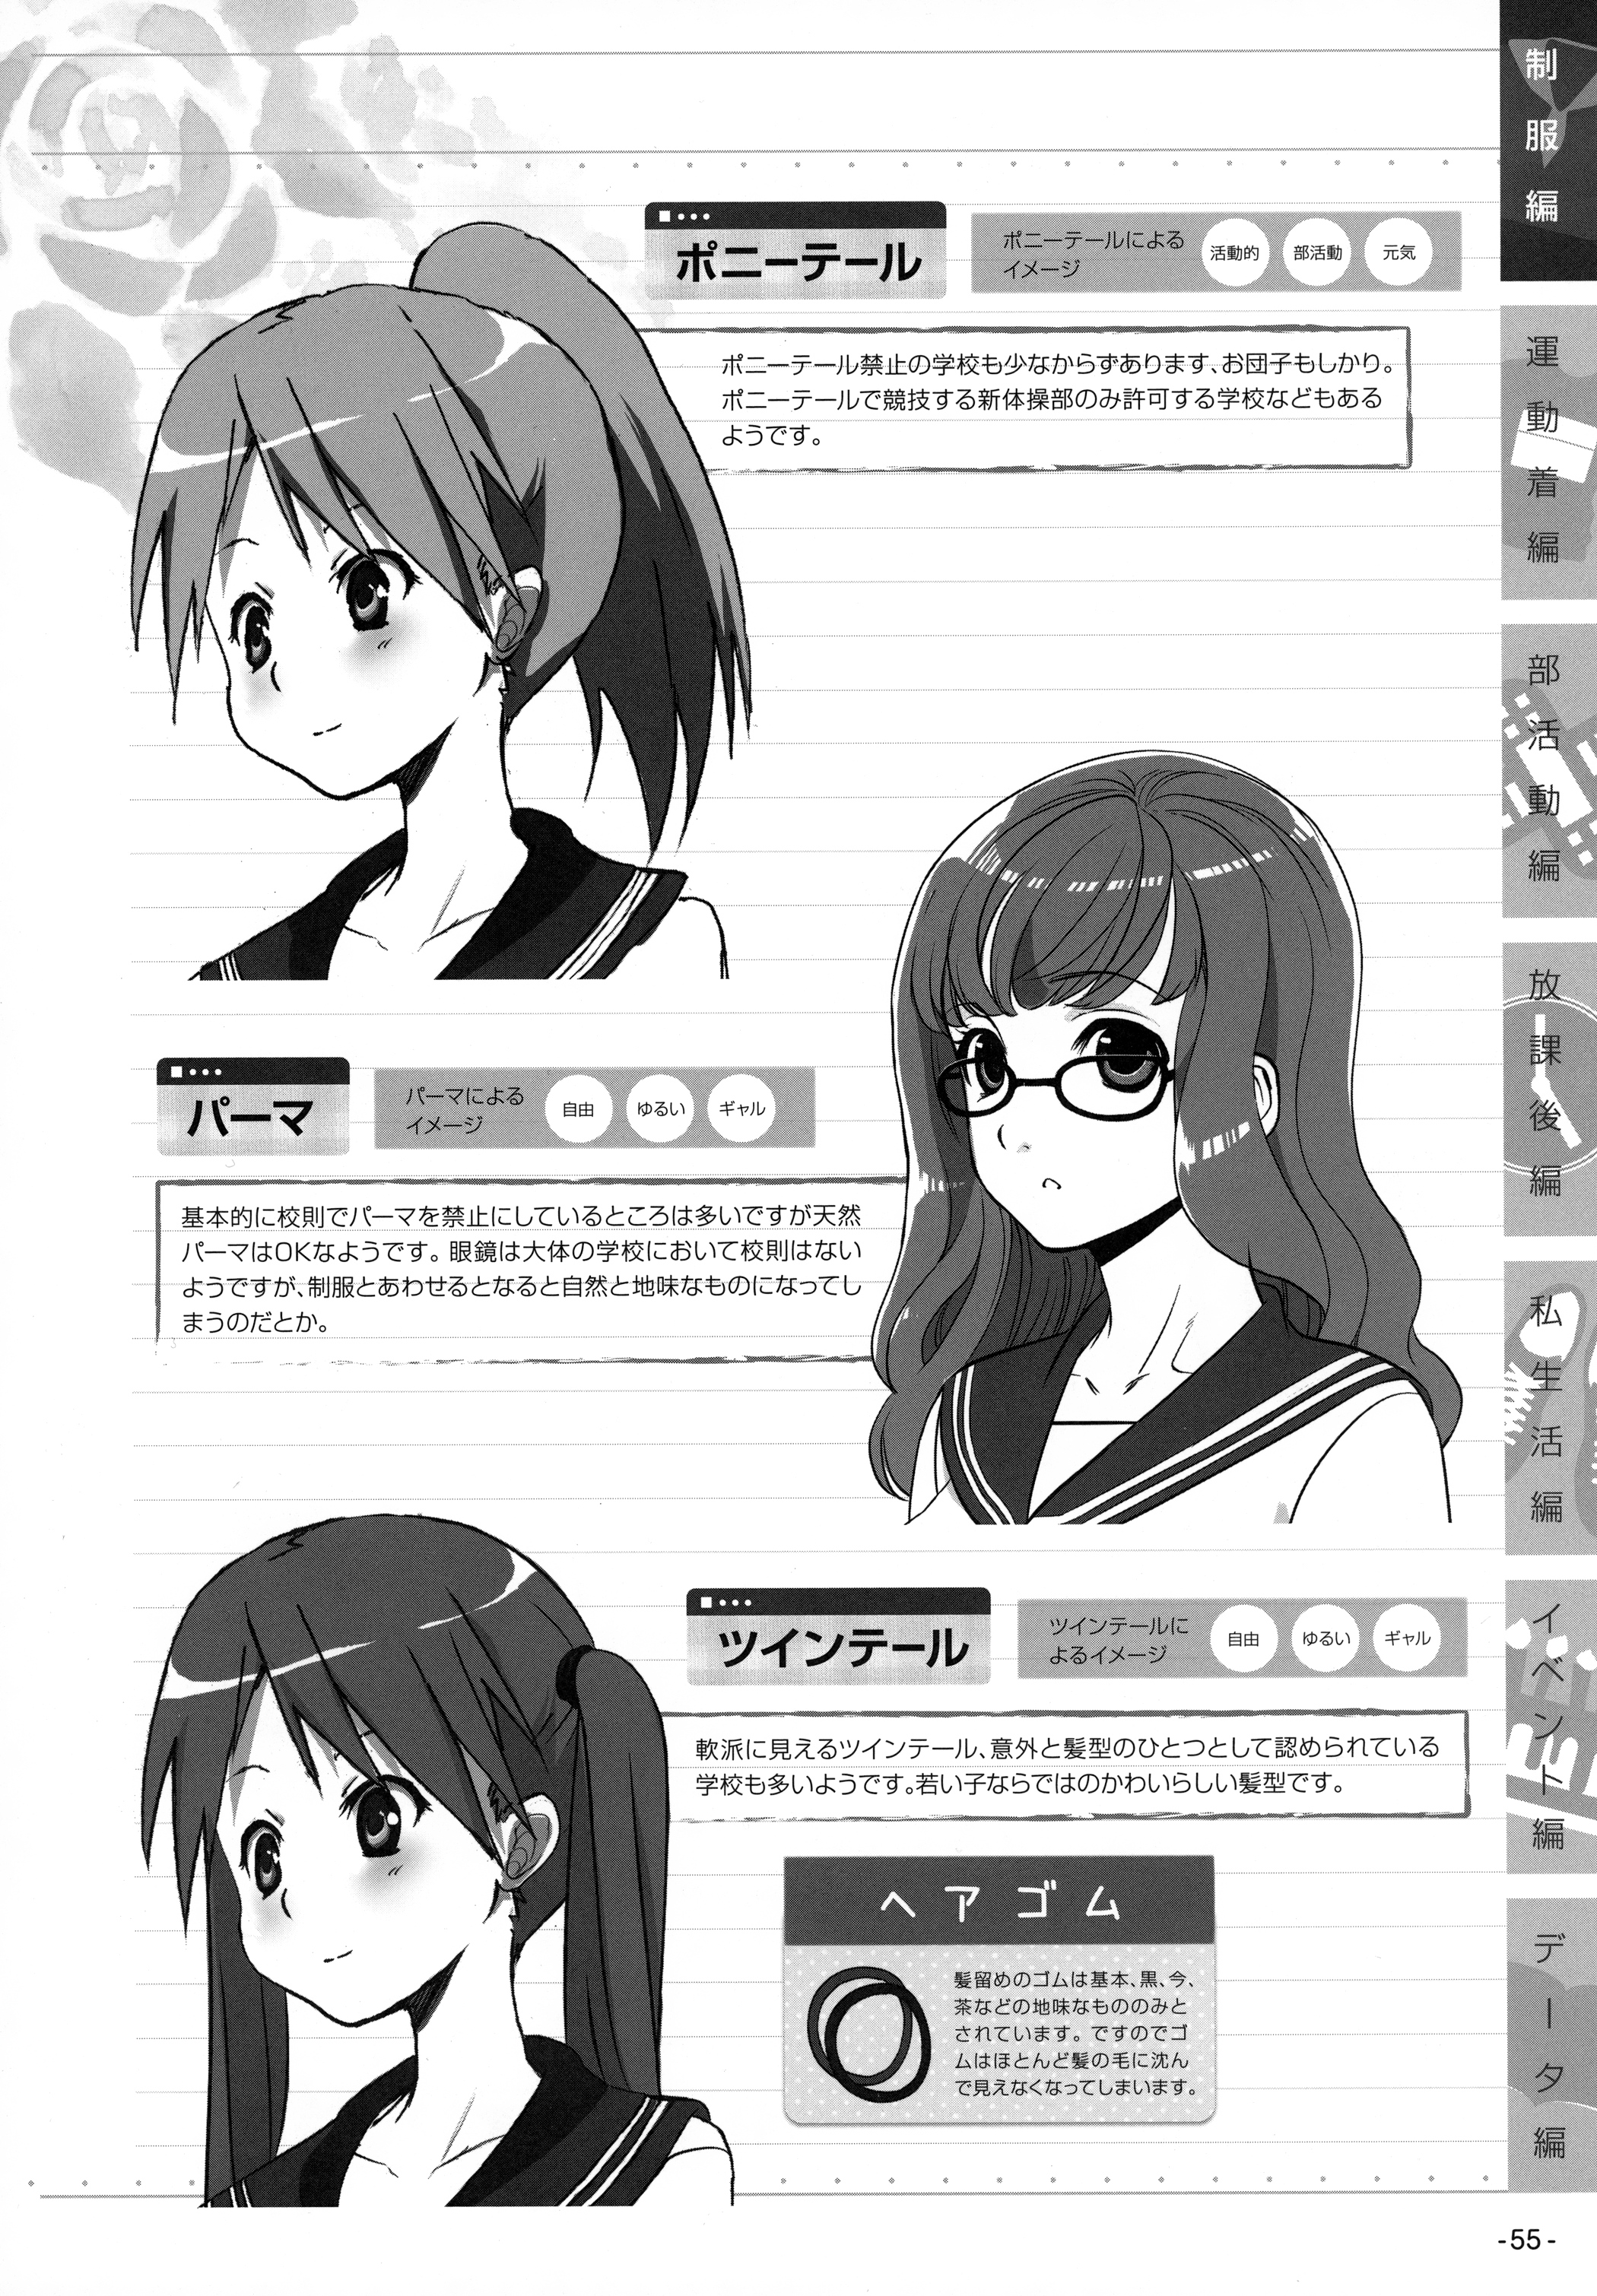 ポニーテール
ポニーテールによる
イメージ
活動的
部活動
元気
ポニーテール禁止の学校も少なからずあります、お団子もしかり。
ポニーテールで競技する新体操部のみ許可する学校などもある
ようです。
パーマ
パーマによる
イメージ
自由
ゆるい
ギャル
基本的に校則でパーマを禁止にしているところは多いですが天然
パーマはOKなようです。眼鏡は大体の学校において校則はない
ようですが、制服とあわせるとなると自然と地味なものになってし
まうのだとか。
ツインテール
ツインテールに
よるイメージ
自由
ゆるい
ギャル
軟派に見えるツインテール、意外と髪型のひとつとして認められている
学校も多いようです。若い子ならではのかわいらしい髪型です。
ヘアゴム
髪留めのゴムは基本、黒、今、
茶などの地味なもののみと
されています。ですのでゴ
ムはほとんど髪の毛に沈ん
で見えなくなってしまいます。
制服編
運動着編
部活動編
放課後編
私生活編
イベント編
データ編
-55-